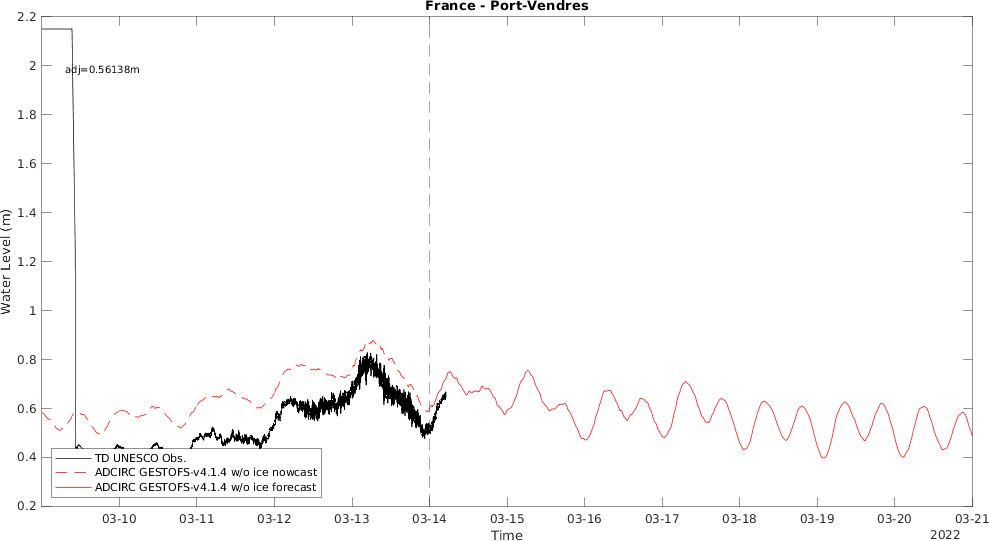 France - Port-Vendres
2.2
2
1.8
1.6
1.4
1.2
1
0.8
0.6
0.4
0.2
Water Level (m)
adj=0.56138m
TD UNESCO Obs.
ADCIRC GESTOFS-v4.1.4 w/o ice nowcast
ADCIRC GESTOFS-v4.1.4 w/o ice forecast
03-10 03-11 03-12 03-13 03-14 03-15 03-16 03-17 03-18 03-19 03-20 03-21
Time
2022